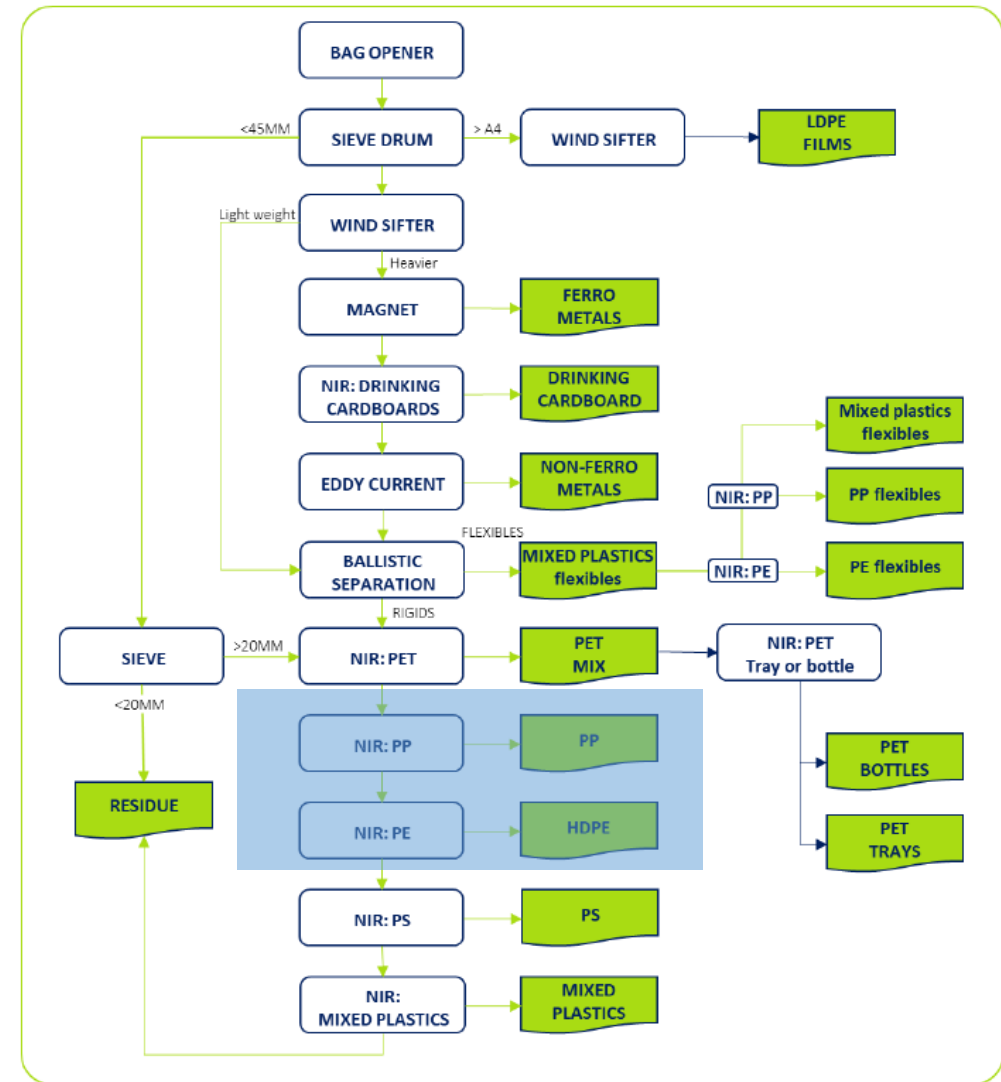 BAG OPENER
<45MM
SIEVE DRUM
> A4
WIND SIFTER
LDPE
FILMS
Light weight
WIND SIFTER
Heavier
MAGNET
FERRO
METALS
NIR: DRINKING
CARDBOARDS
DRINKING
CARDBOARD
Mixed plastics
flexibles
EDDY CURRENT
NON-FERRO
METALS
NIR: PP
PP flexibles
FLEXIBLES
BALLISTIC
SEPARATION
MIXED PLASTICS
flexibles
NIR: PE
PE flexibles
RIGIDS
SIEVE
>20MM
NIR: PET
PET
MIX
NIR: PET
Tray or bottle
<20MM
NIR: PP
PP
PET
BOTTLES
RESIDUE
NIR: PE
HDPE
PET
TRAYS
NIR: PS
PS
NIR:
MIXED PLASTICS
MIXED
PLASTICS